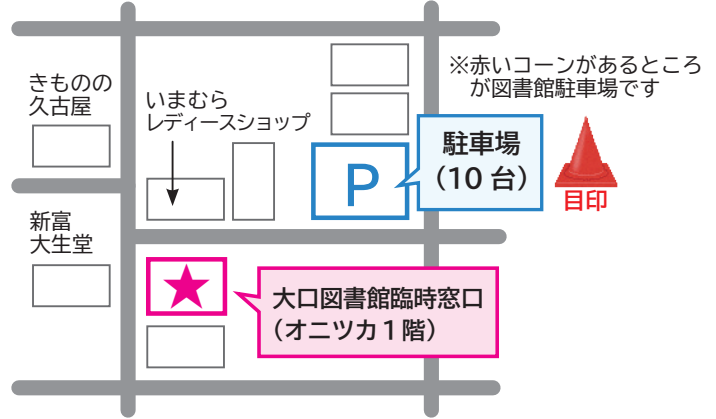 きものの
久古屋
いまむら
レディースショップ
※赤いコーンがあるところ
が図書館駐車場です
駐車場
（10 台）
P
目印
新富
大生堂
大口図書館臨時窓口
（オニツカ１階）